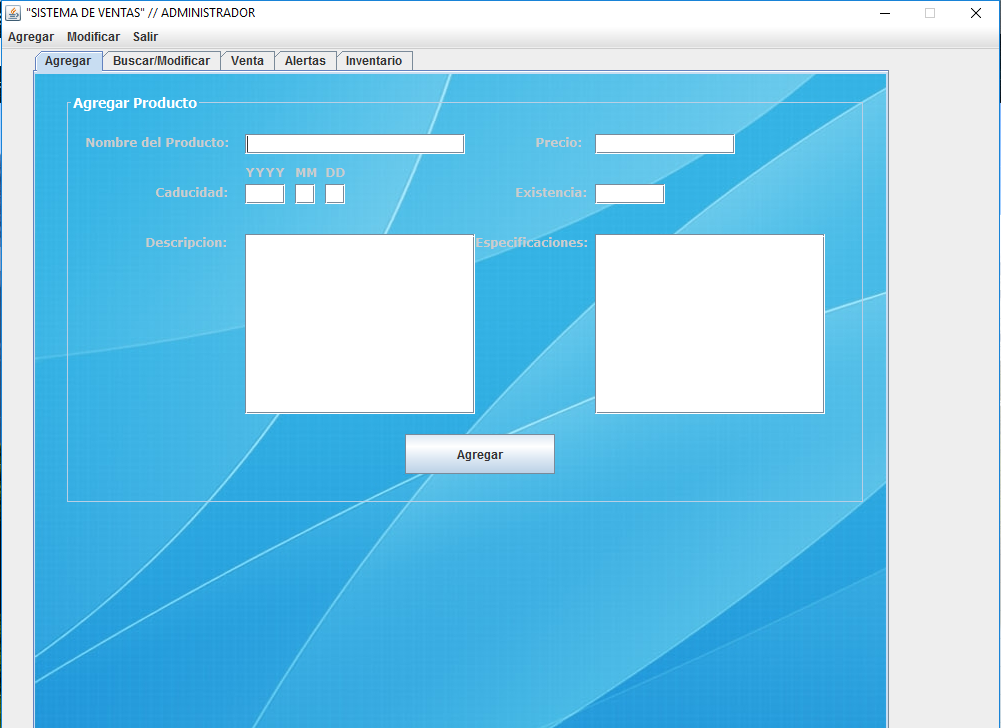 "SISTEMA DE VENTAS" // ADMINISTRADOR
Agregar Modificar Salir
Agregar Buscar/Modificar Venta Alertas Inventario
Agregar Producto
Nombre del Producto: Precio:
YYYY MM DD
Caducidad: Existencia:
Descripcion: Especificaciones:
Agregar